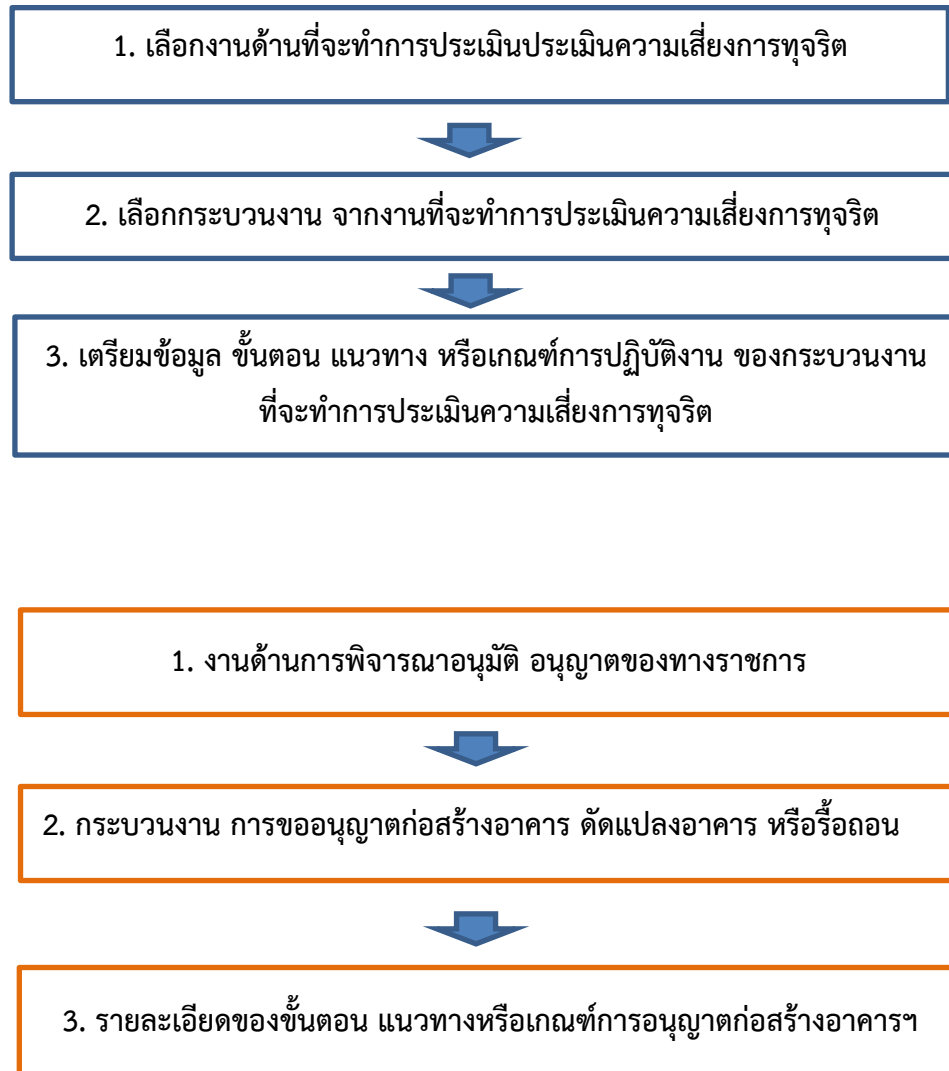 1. เลือกงานด้านที่จะทำการประเมินประเมินความเสี่ยงการทุจริต
2. เลือกกระบวนงาน จากงานที่จะทำการประเมินความเสี่ยงการทุจริต
3. เตรียมข้อมูล ขั้นตอน แนวทาง หรือเกณฑ์การปฏิบัติงาน ของกระบวนงาน
ที่จะทำการประเมินความเสี่ยงการทุจริต
1. งานด้านการพิจารณาอนุมัติ อนุญาตของทางราชการ
2. กระบวนงาน การขออนุญาตก่อสร้างอาคาร ดัดแปลงอาคาร หรือรื้อถอน
3. รายละเอียดของขั้นตอน แนวทางหรือเกณฑ์การอนุญาตก่อสร้างอาคารฯ